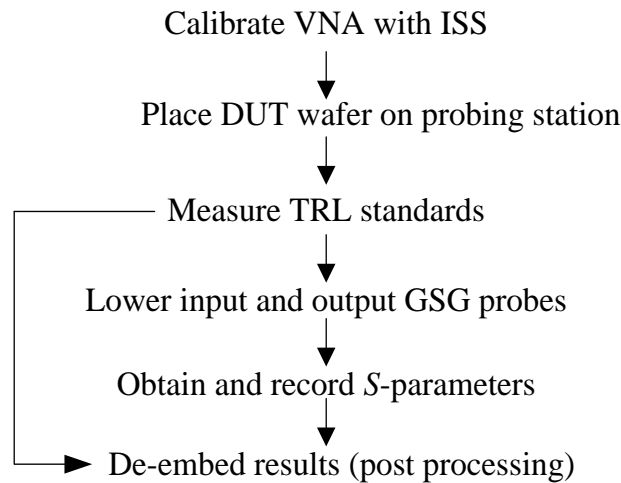 Calibrate VNA with ISS
Place DUT wafer on probing station
Measure TRL standards
Lower input and output GSG probes
Obtain and record S-parameters
De-embed results (post processing)